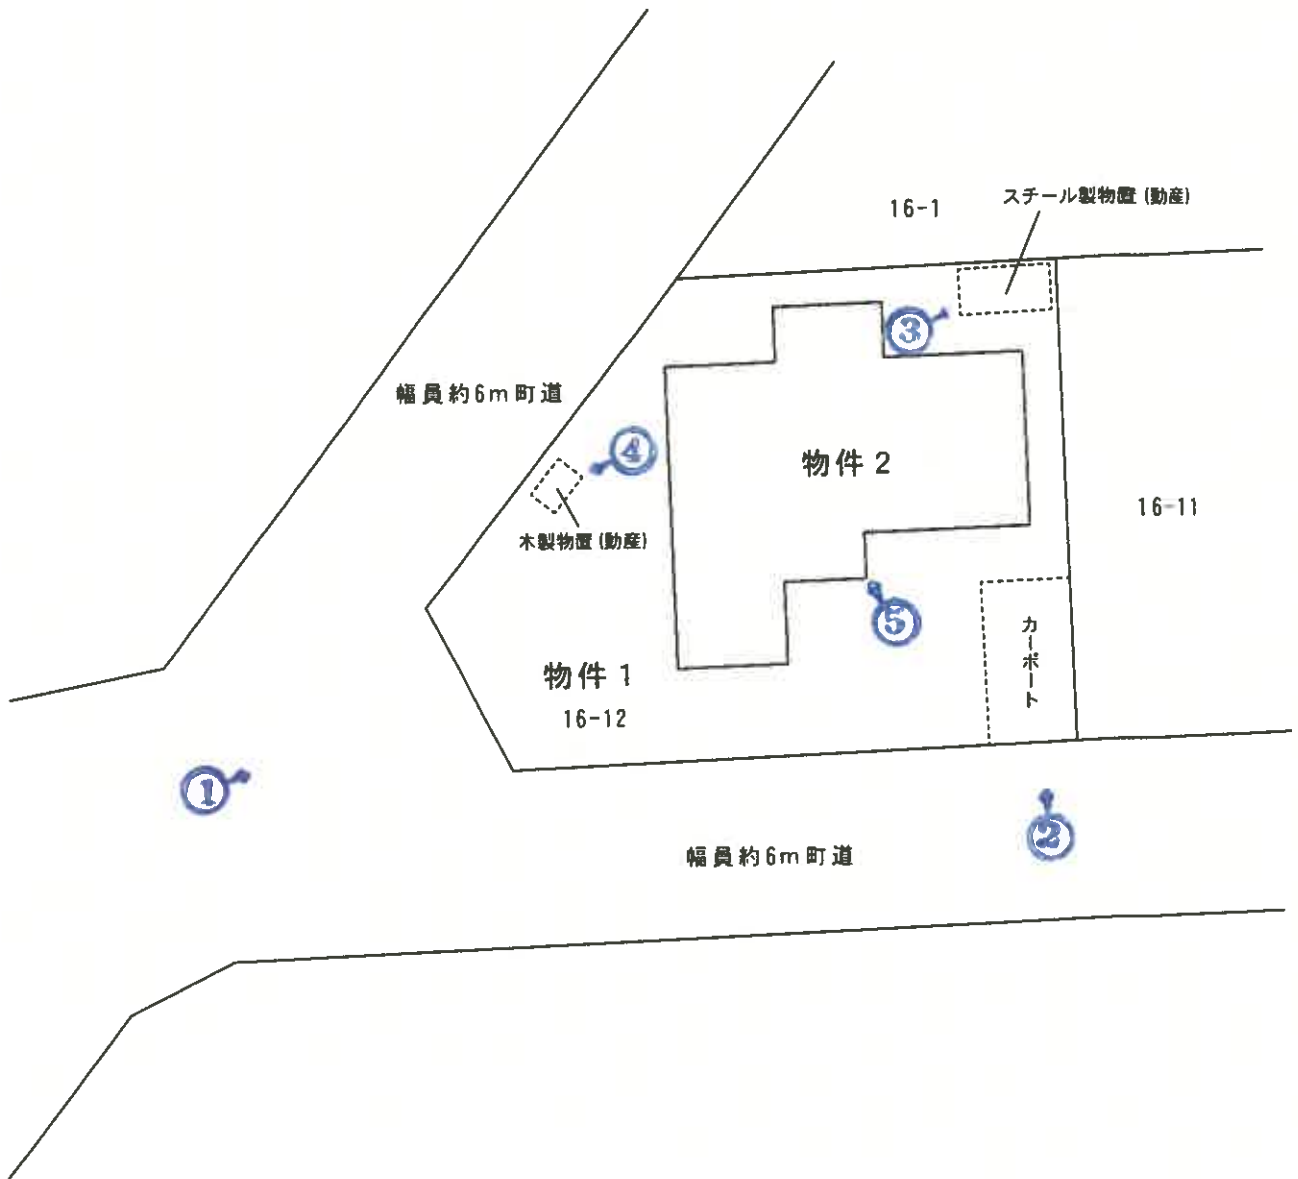 16-1
スチール製物置(動産)
③
幅員約6m町道
④
物件2
16-11
木製物置(動産)
⑤
カーポート
物件1
16-12
①
②
幅員約6m町道